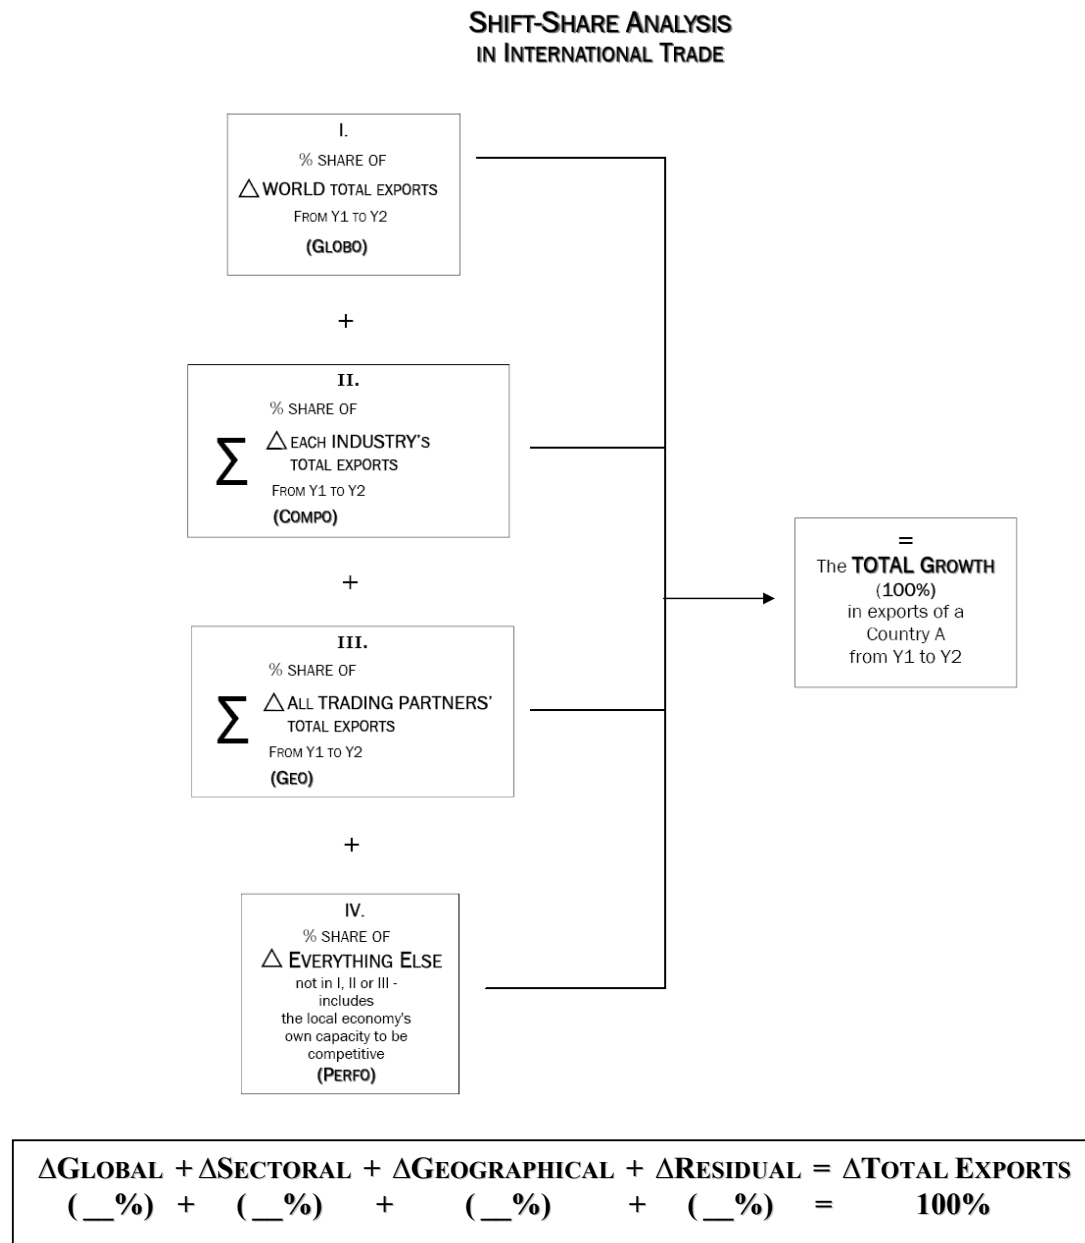 SHIFT-SHARE ANALYSIS
IN INTERNATIONAL TRADE
I.
% SHARE OF
△ WORLD TOTAL EXPORTS
FROM Y1 TO Y2
(GLOBO)
+
II.
% SHARE OF
∑ △ EACH INDUSTRY'S
TOTAL EXPORTS
FROM Y1 TO Y2
(COMPO)
+
III.
% SHARE OF
∑ △ ALL TRADING PARTNERS'
TOTAL EXPORTS
FROM Y1 TO Y2
(GEO)
+
IV.
% SHARE OF
△ EVERYTHING ELSE
not in I, II or III -
includes
the local economy's
own capacity to be
competitive
(PERFO)
=
The TOTAL GROWTH
(100%)
in exports of a
Country A
from Y1 to Y2
ΔGLOBAL + ΔSECTORAL + ΔGEOGRAPHICAL + ΔRESIDUAL = ΔTOTAL EXPORTS
( __%) + ( __%) + ( __%) + ( __%) = 100%